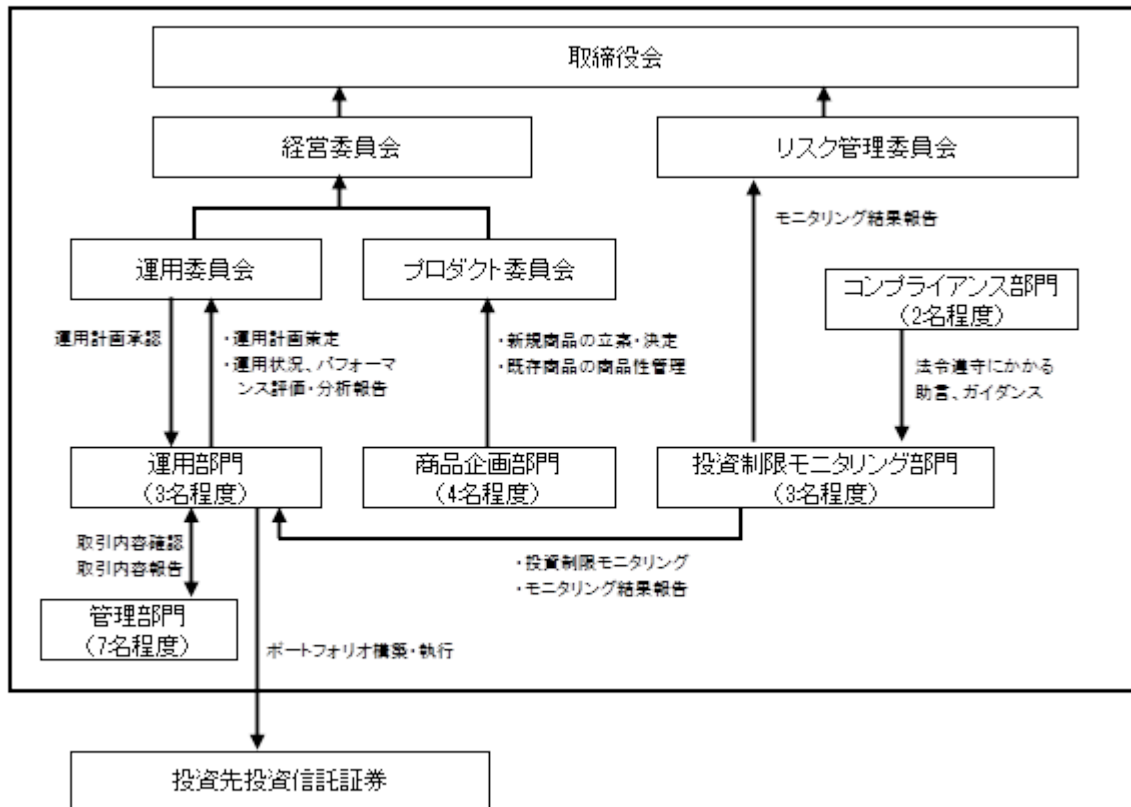 取締役会
経営委員会
リスク管理委員会
モニタリング結果報告
運用委員会
プロダクト委員会
コンプライアンス部門
(2名程度)
運用計画承認
・運用計画策定
・運用状況、パフォーマ
ンス評価・分析報告
・新規商品の立案・決定
・既存商品の商品性管理
法令遵守にかかる
助言、ガイダンス
運用部門
(3名程度)
商品企画部門
(4名程度)
投資制限モニタリング部門
(3名程度)
取引内容確認
取引内容報告
・投資制限モニタリング
・モニタリング結果報告
管理部門
(7名程度)
ポートフォリオ構築・執行
投資先投資信託証券